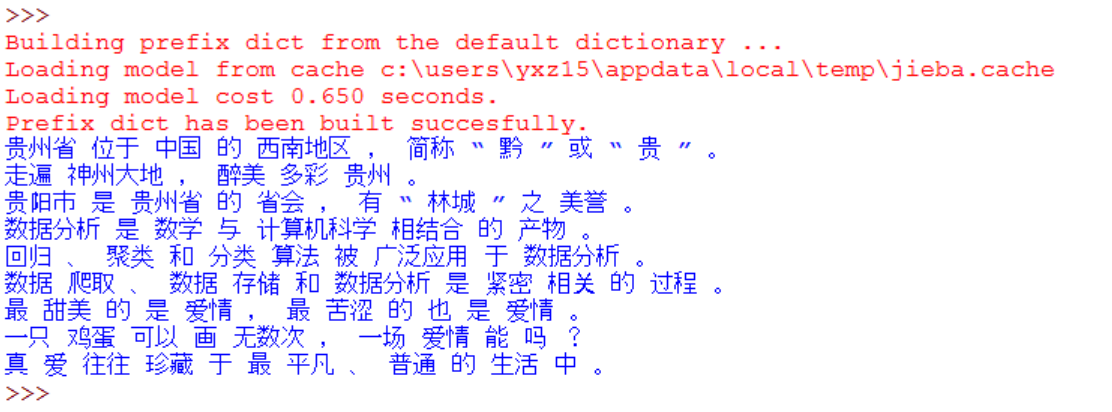 >>>
Building prefix dict from the default dictionary ...
Loading model from cache c:\users\yxz15\appdata\local\temp\jieba.cache
Loading model cost 0.650 seconds.
Prefix dict has been built succesfully.
贵州省 位于 中国 的 西南地区 ， 简称 “ 黔 ” 或 “ 贵 ” 。
走遍 神州大地 ， 醉美 多彩 贵州 。
贵阳市 是 贵州省 的 省会 ， 有 “ 林城 ” 之 美誉 。
数据分析 是 数学 与 计算机科学 相结合 的 产物 。
回归 、 聚类 和 分类 算法 被 广泛应用 于 数据分析 。
数据 爬取 、 数据 存储 和 数据分析 是 紧密 相关 的 过程 。
最 甜美 的 是 爱情 ， 最 苦涩 的 也 是 爱情 。
一只 鸡蛋 可以 画 无数次 ， 一场 爱情 能 吗 ？
真 爱 往往 珍藏 于 最 平凡 、 普通 的 生活 中 。
>>>